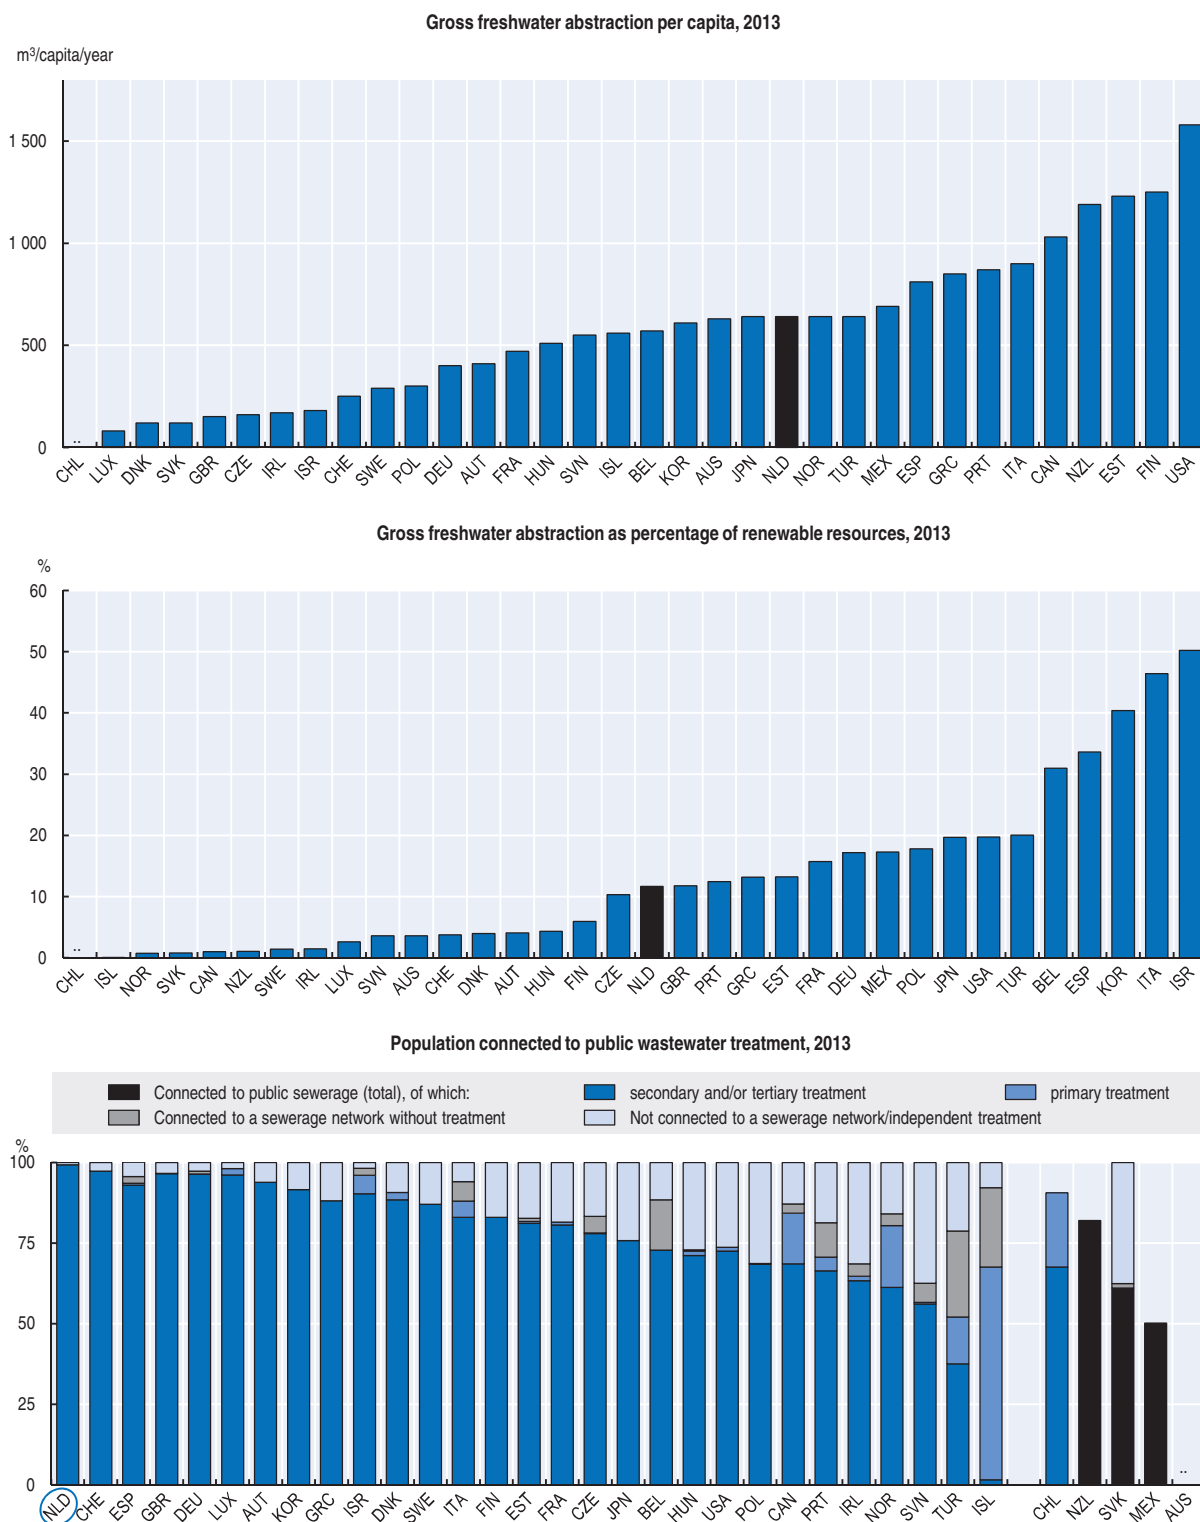 Gross freshwater abstraction per capita, 2013
m³/capita/year
1 500
1 000
500
0
..
CHL LUX DNK SVK GBR CZE IRL ISR CHE SWE POL DEU AUT FRA HUN SVN ISL BEL KOR AUS JPN NLD NOR TUR MEX ESP GRC PRT ITA CAN NZL EST FIN USA
Gross freshwater abstraction as percentage of renewable resources, 2013
%
60
50
40
30
20
10
0
..
CHL ISL NOR SVK CAN NZL SWE IRL LUX SVN AUS CHE DNK AUT HUN FIN CZE NLD GBR PRT GRC EST FRA DEU MEX POL JPN USA TUR BEL ESP KOR ITA ISR
Population connected to public wastewater treatment, 2013
Connected to public sewerage (total), of which: secondary and/or tertiary treatment primary treatment
Connected to a sewerage network without treatment Not connected to a sewerage network/independent treatment
%
100
75
50
25
0
..
NLD CHE ESP GBR DEU LUX AUT KOR GRC ISR DNK SWE ITA FIN EST FRA CZE JPN BEL HUN USA POL CAN PRT IRL NOR SVN TUR ISL CHL NZL SVK MEX AUS